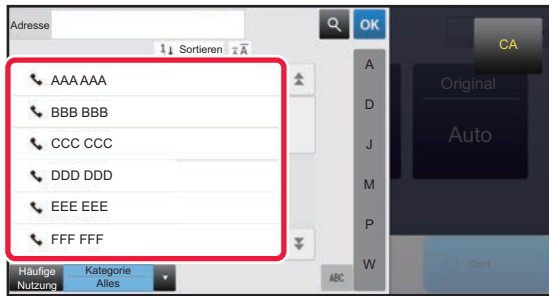 Adresse
OK
CA
1↓ Sortieren ↕A
AAA AAA
BBB BBB
CCC CCC
DDD DDD
EEE EEE
FFF FFF
A
D
J
M
P
W
Original
Auto
Häufige
Nutzung
Kategorie
Alles
ABC
Start